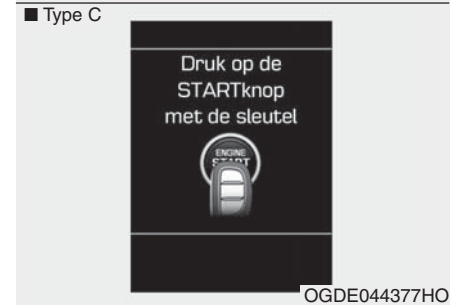 ■ Type C
Druk op de
STARTknop
met de sleutel
ENGINE
START
OGDE044377HO